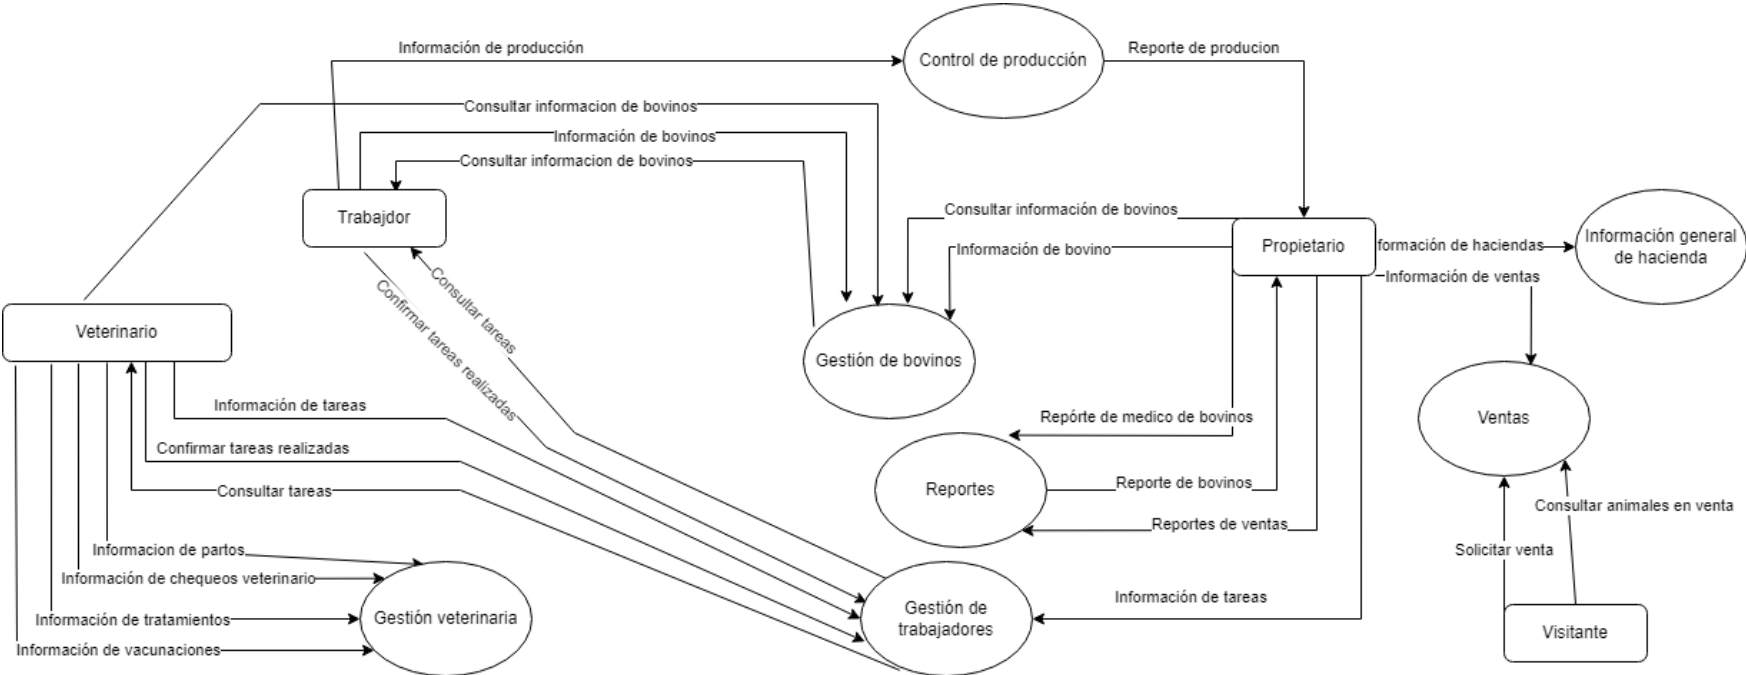 Información de producción
Control de producción
Reporte de producion
Consultar informacion de bovinos
Información de bovinos
Consultar informacion de bovinos
Trabajdor
Consultar información de bovinos
Información de bovino
Propietario
formación de haciendas
Información general
de hacienda
Información de ventas
Consultar tareas
Confirmar tareas realizadas
Veterinario
Gestión de bovinos
Información de tareas
Repórte de medico de bovinos
Ventas
Confirmar tareas realizadas
Consultar tareas
Reportes
Reporte de bovinos
Reportes de ventas
Consultar animales en venta
Solicitar venta
Informacion de partos
Información de chequeos veterinario
Información de tratamientos
Información de vacunaciones
Gestión veterinaria
Gestión de
trabajadores
Información de tareas
Visitante